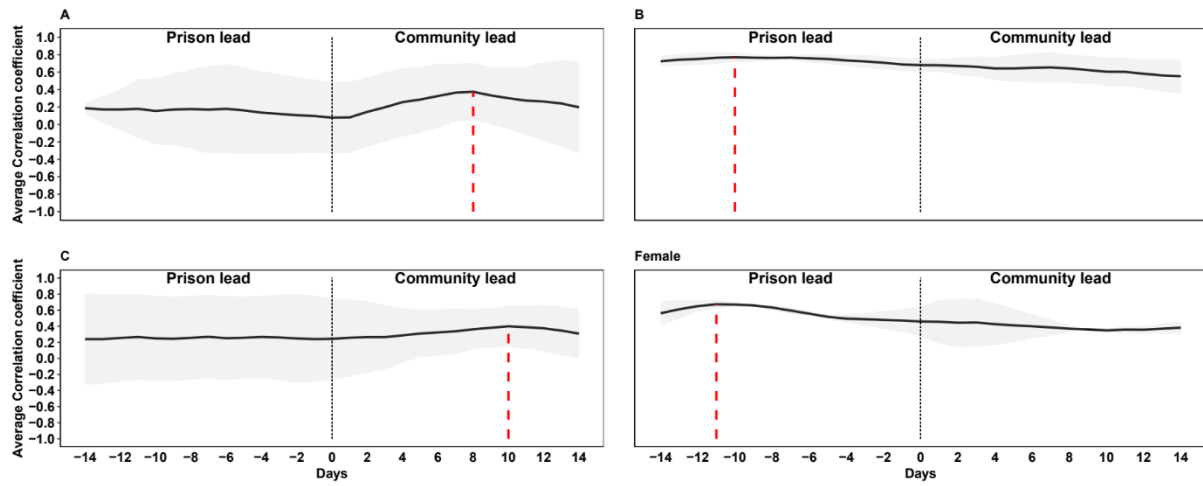 A
B
Prison lead
Community lead
Prison lead
Community lead
Average Correlation coefficient
1.0
0.8
0.6
0.4
0.2
0.0
−0.2
−0.4
−0.6
−0.8
−1.0
C
Female
Prison lead
Community lead
Prison lead
Community lead
Average Correlation coefficient
1.0
0.8
0.6
0.4
0.2
0.0
−0.2
−0.4
−0.6
−0.8
−1.0
−14 −12 −10 −8 −6 −4 −2 0 2 4 6 8 10 12 14
−14 −12 −10 −8 −6 −4 −2 0 2 4 6 8 10 12 14
Days
Days